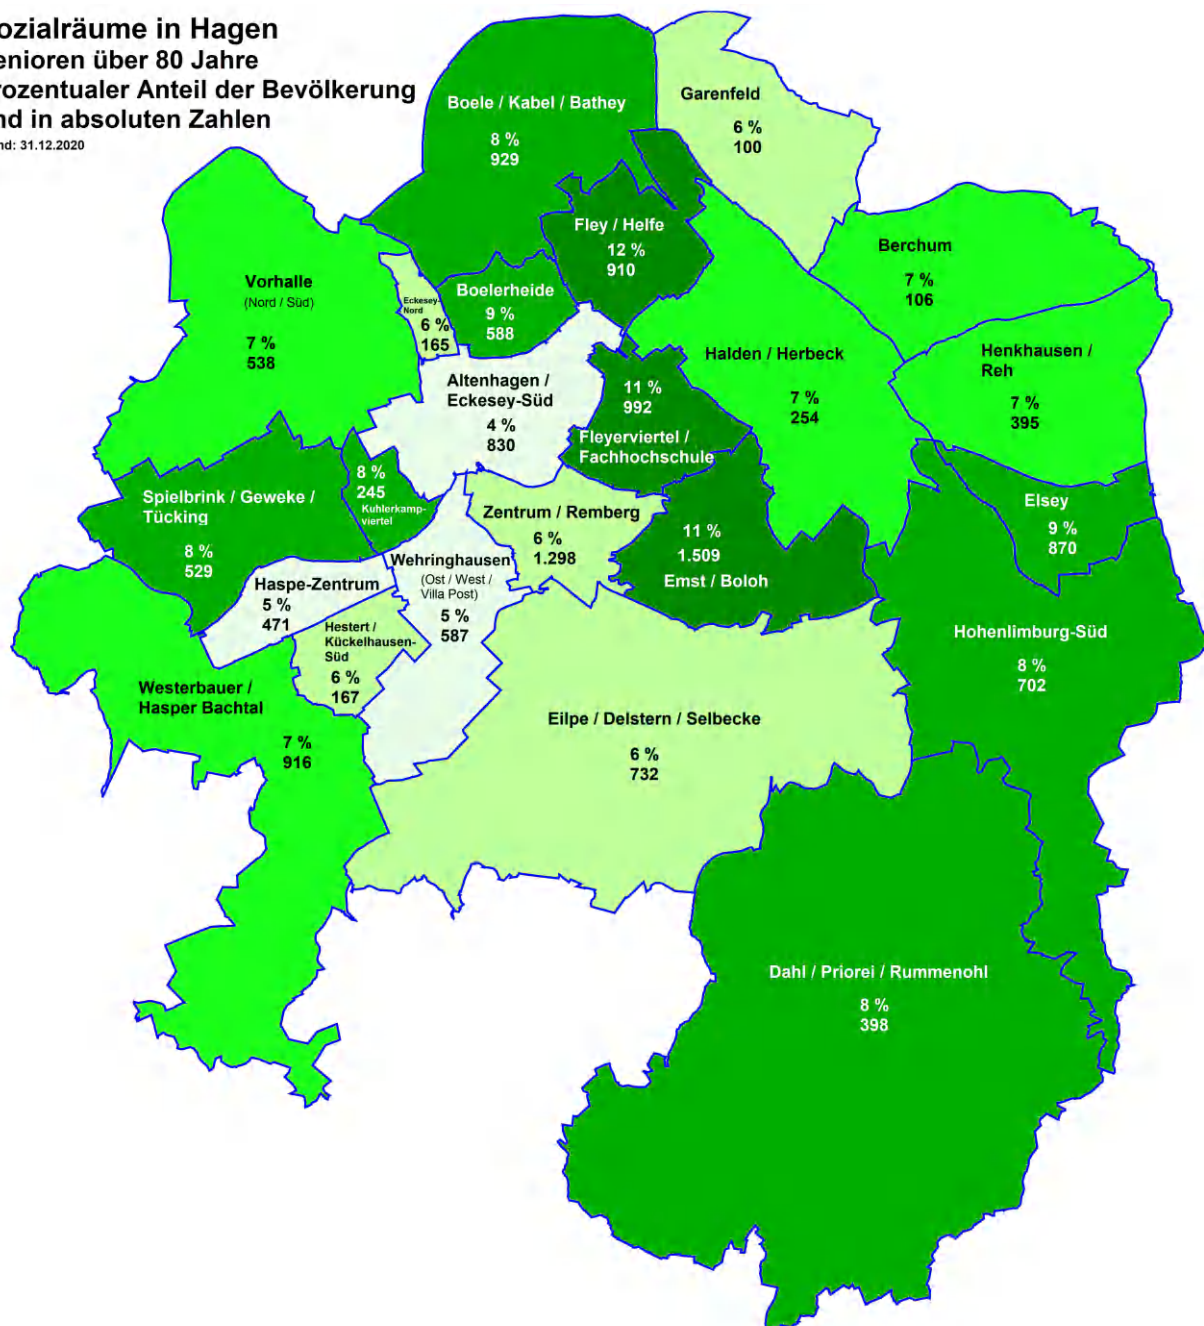 ozialräume in Hagen
enioren über 80 Jahre
rozentualer Anteil der Bevölkerung
nd in absoluten Zahlen
nd: 31.12.2020
Boele / Kabel / Bathey
8 %
929
Garenfeld
6 %
100
Fley / Helfe
12 %
910
Berchum
7 %
106
Vorhalle
(Nord / Süd)
7 %
538
Eckesey-
Nord
6 %
165
Boelerheide
9 %
588
Halden / Herbeck
7 %
254
Henkhausen /
Reh
7 %
395
Altenhagen /
Eckesey-Süd
4 %
830
11 %
992
Fleyerviertel /
Fachhochschule
Spielbrink / Geweke /
Tücking
8 %
529
8 %
245
Kuhlerkamp-
viertel
Zentrum / Remberg
6 %
1.298
11 %
1.509
Emst / Boloh
Elsey
9 %
870
Wehringhausen
(Ost / West /
Villa Post)
5 %
587
Haspe-Zentrum
5 %
471
Hestert /
Kückelhausen-
Süd
6 %
167
Hohenlimburg-Süd
8 %
702
Westerbauer /
Hasper Bachtal
7 %
916
Eilpe / Delstern / Selbecke
6 %
732
Dahl / Priorei / Rummenohl
8 %
398